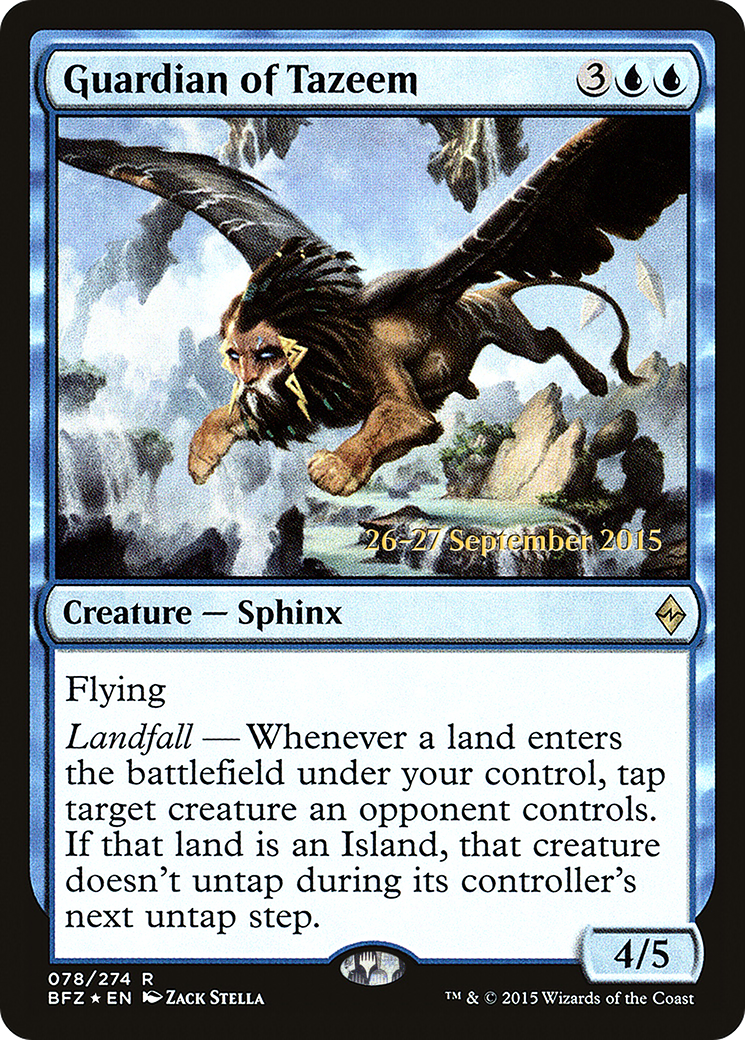 Guardian of Tazeem 3
26-27 September 2015
Creature — Sphinx
Flying
Landfall — Whenever a land enters
the battlefield under your control, tap
target creature an opponent controls.
If that land is an Island, that creature
doesn't untap during its controller's
next untap step.
4/5
078/274 R
BFZ ★ EN Zack Stella
™ & © 2015 Wizards of the Coast